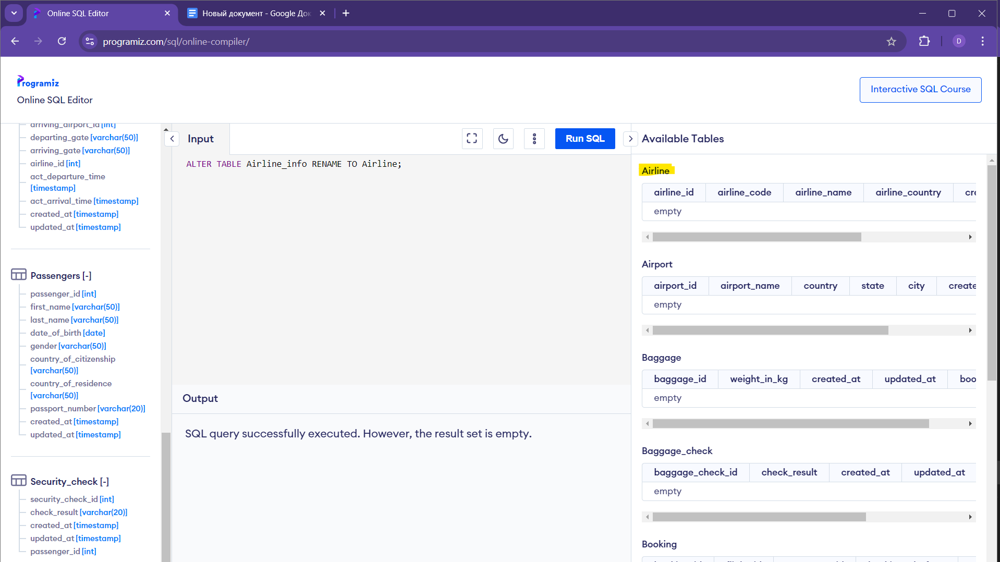 Online SQL Editor
Новый документ - Google Док
programiz.com/sql/online-compiler/
D
Programiz
Online SQL Editor
Interactive SQL Course
arriving_airport_id [int]
departing_gate [varchar(50)]
arriving_gate [varchar(50)]
airline_id [int]
act_departure_time
[timestamp]
act_arrival_time [timestamp]
created_at [timestamp]
updated_at [timestamp]
Passengers [-]
passenger_id [int]
first_name [varchar(50)]
last_name [varchar(50)]
date_of_birth [date]
gender [varchar(50)]
country_of_citizenship
[varchar(50)]
country_of_residence
[varchar(50)]
passport_number [varchar(20)]
created_at [timestamp]
updated_at [timestamp]
Security_check [-]
security_check_id [int]
check_result [varchar(20)]
created_at [timestamp]
updated_at [timestamp]
passenger_id [int]
Input
Run SQL
ALTER TABLE Airline_info RENAME TO Airline;
Output
SQL query successfully executed. However, the result set is empty.
Available Tables
Airline
airline_id airline_code airline_name airline_country cre
empty
Airport
airport_id airport_name country state city create
empty
Baggage
baggage_id weight_in_kg created_at updated_at boo
empty
Baggage_check
baggage_check_id check_result created_at updated_at
empty
Booking